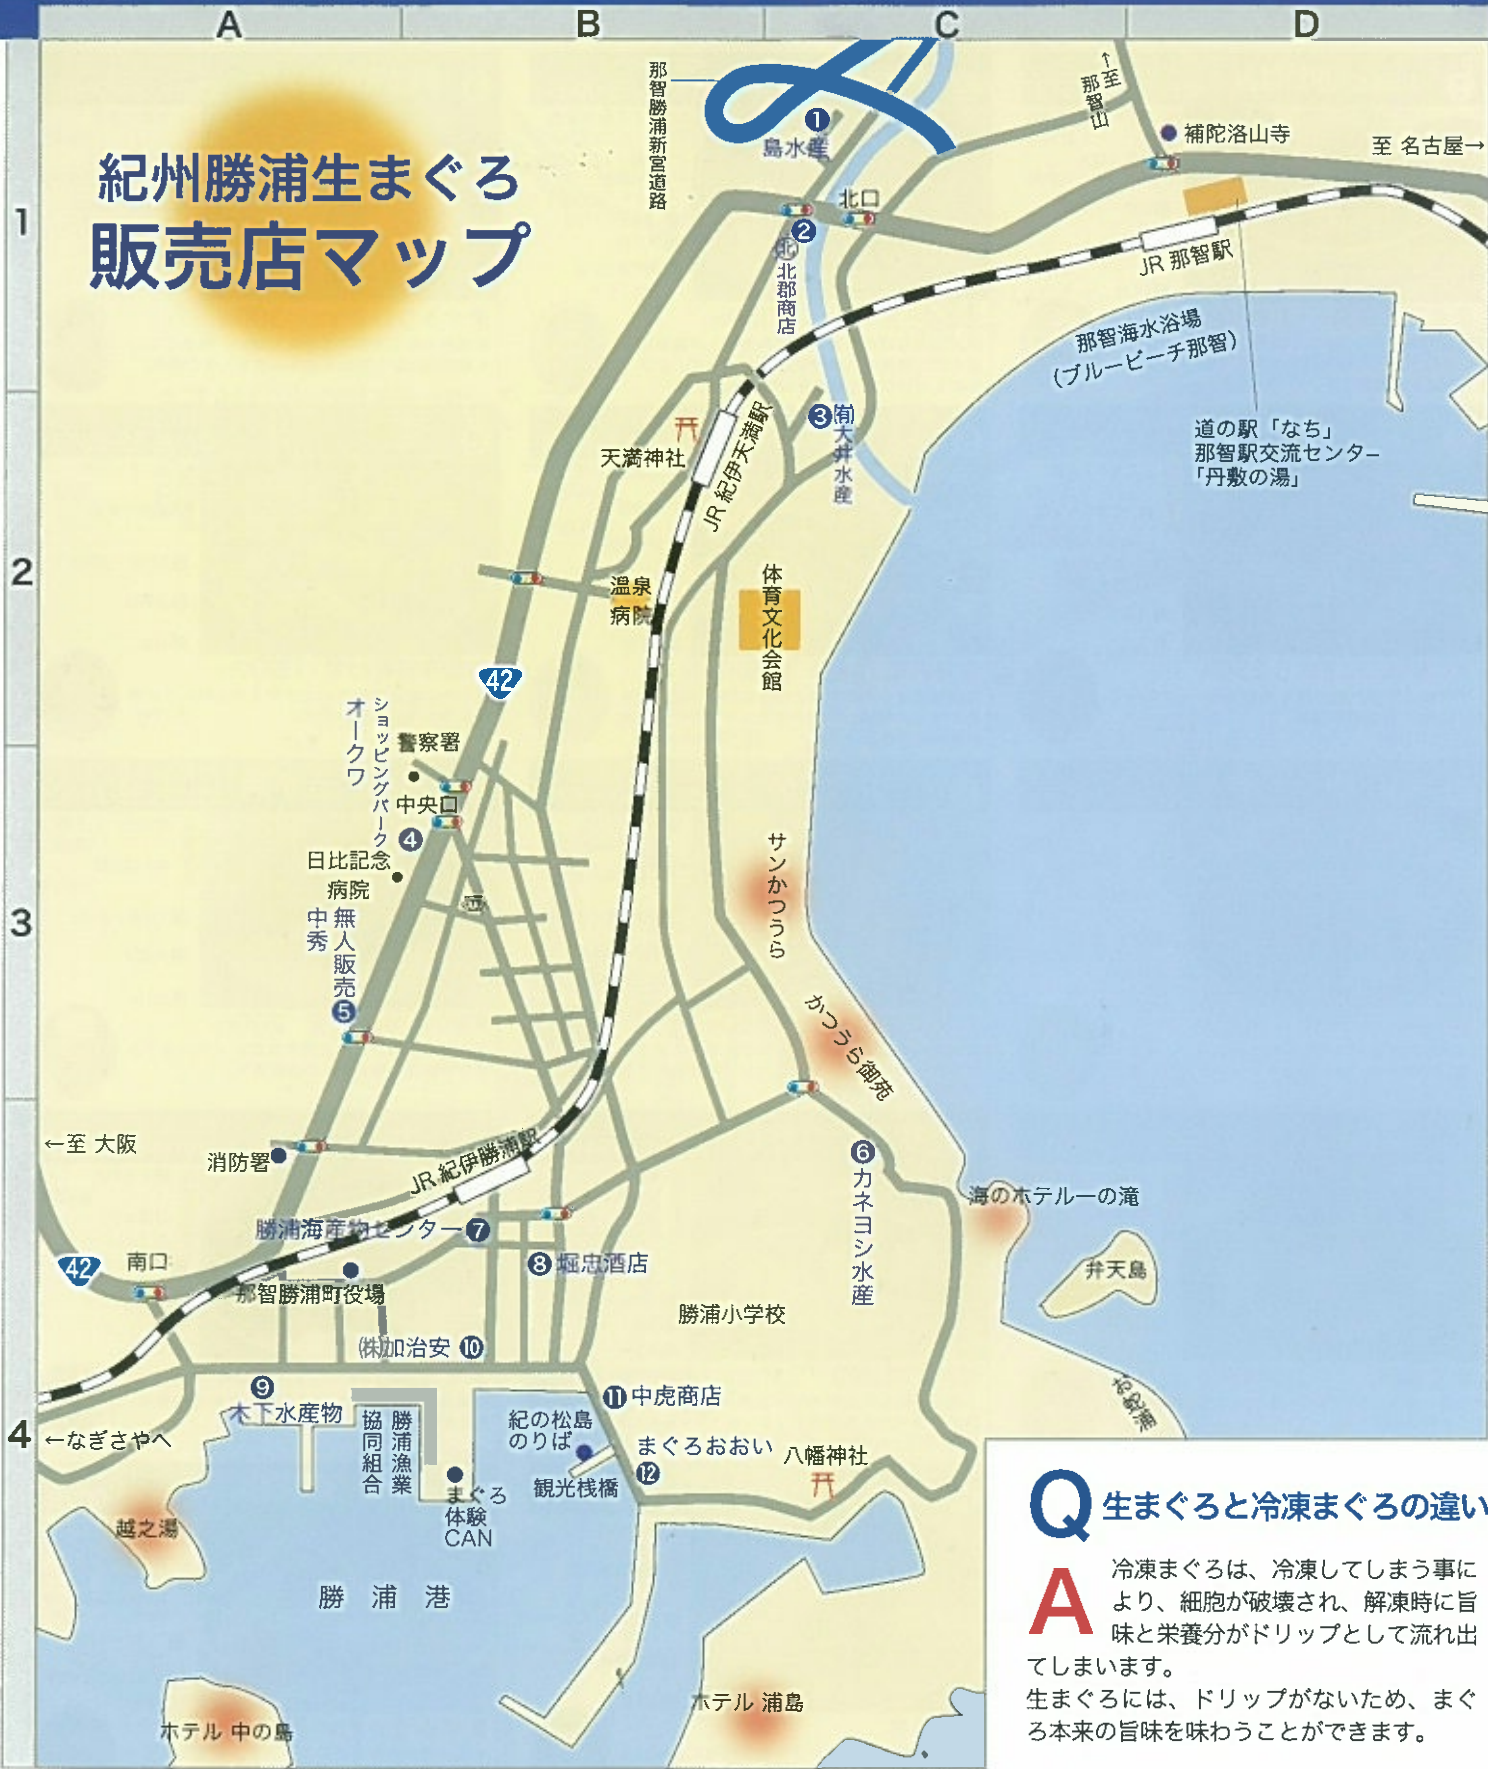 A
B
C
D
1
2
3
4
紀州勝浦生まぐろ
販売店マップ
那智勝浦新宮道路
❶
島水産
↑至
那智山
補陀洛山寺
至 名古屋→
北口
❷
北郡商店
JR 那智駅
那智海水浴場
(ブルービーチ那智)
道の駅「なち」
那智駅交流センター
「丹敷の湯」
❸
㈲大井水産
天満神社
JR 紀伊天満駅
温泉
病院
体育文化会館
42
ショッピングパーク
オークワ
警察署
中央口
❹
日比記念
病院
無人販売
中秀
❺
サンかつうら
かつうら御苑
←至 大阪
消防署
JR 紀伊勝浦駅
❻
カネヨシ水産
海のホテル一の滝
弁天島
勝浦海産物センター ❼
❽ 堀忠酒店
42
南口
那智勝浦町役場
勝浦小学校
㈱加治安 ❿
❾
木下水産物
⓫ 中虎商店
←なぎさやへ
勝浦漁業
協同組合
紀の松島
のりば
観光桟橋
まぐろおおい
⓬
八幡神社
まぐろ
体験
CAN
越之湯
勝浦港
ホテル 中の島
ホテル 浦島
Q 生まぐろと冷凍まぐろの違い
A 冷凍まぐろは、冷凍してしまう事に
より、細胞が破壊され、解凍時に旨
味と栄養分がドリップとして流れ出
てしまいます。
生まぐろには、ドリップがないため、まぐ
ろ本来の旨味を味わうことができます。